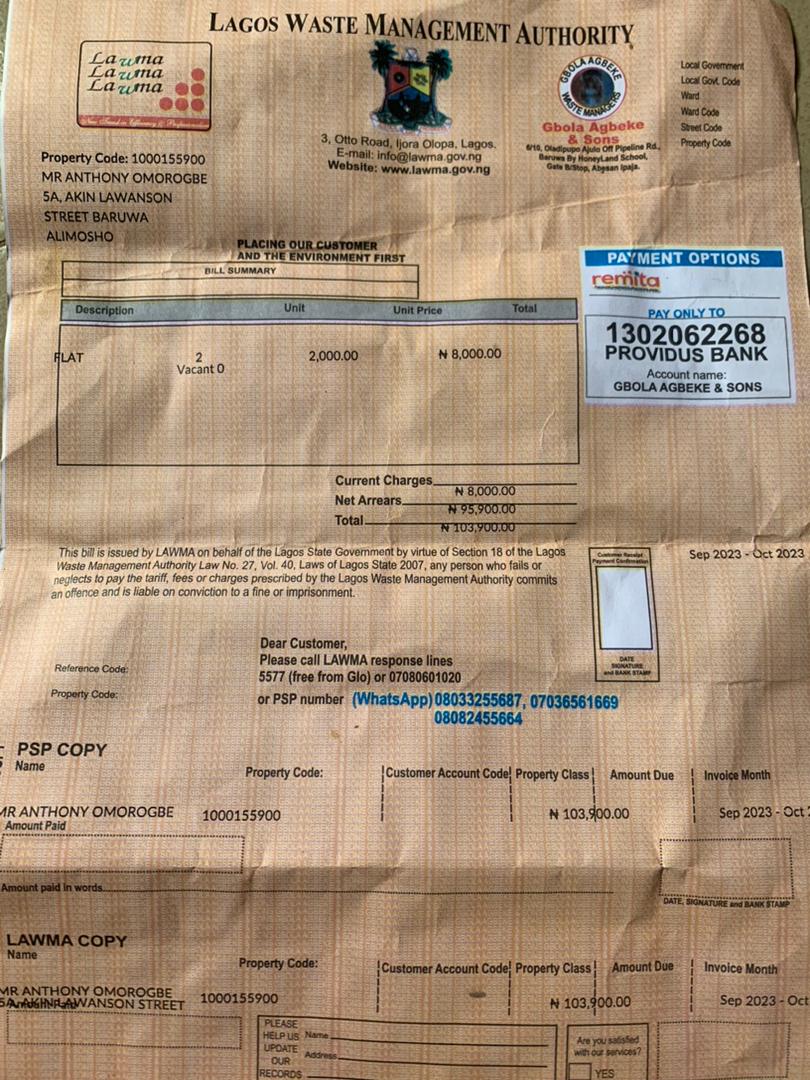 LAGOS WASTE MANAGEMENT AUTHORITY
Lawma
Lawma
Lawma
GBOLA AGBEKE
WASTE MANAGERS
Gbola Agbeke
& Sons
6/10, Oladipupo Ajulo Off Pipeline Rd.,
Baruwa By HoneyLand School,
Gate B/Stop, Abesan Ipaja.
Local Government
Local Govt. Code
Ward
Ward Code
Street Code
Property Code
3, Otto Road, Ijora Olopa, Lagos.
E-mail: info@lawma.gov.ng
Website: www.lawma.gov.ng
Property Code: 1000155900
MR ANTHONY OMOROGBE
5A, AKIN LAWANSON
STREET BARUWA
ALIMOSHO
PLACING OUR CUSTOMER
AND THE ENVIRONMENT FIRST
BILL SUMMARY
Description Unit Unit Price Total
FLAT 2 2,000.00 ₦ 8,000.00
Vacant 0
PAYMENT OPTIONS
remita
PAY ONLY TO
1302062268
PROVIDUS BANK
Account name:
GBOLA AGBEKE & SONS
Current Charges ₦ 8,000.00
Net Arrears ₦ 95,900.00
Total ₦ 103,900.00
This bill is issued by LAWMA on behalf of the Lagos State Government by virtue of Section 18 of the Lagos
Waste Management Authority Law No. 27, Vol. 40, Laws of Lagos State 2007, any person who fails or
neglects to pay the tariff, fees or charges prescribed by the Lagos Waste Management Authority commits
an offence and is liable on conviction to a fine or imprisonment.
Customer Receipt
Payment Confirmation
DATE
SIGNATURE
and BANK STAMP
Sep 2023 - Oct 2023
Dear Customer,
Please call LAWMA response lines
5577 (free from Glo) or 07080601020
or PSP number (WhatsApp) 08033255687, 07036561669
08082455664
Reference Code:
Property Code:
PSP COPY
Name Property Code: Customer Account Code Property Class Amount Due Invoice Month
MR ANTHONY OMOROGBE 1000155900 ₦ 103,900.00 Sep 2023 - Oct
Amount Paid
Amount paid in words
DATE, SIGNATURE and BANK STAMP
LAWMA COPY
Name Property Code: Customer Account Code Property Class Amount Due Invoice Month
MR ANTHONY OMOROGBE 1000155900 ₦ 103,900.00 Sep 2023 - Oct
5A, AKIN LAWANSON STREET
Amount Paid
PLEASE
HELP US
UPDATE
OUR
RECORDS
Name
Address
Are you satisfied
with our services?
YES